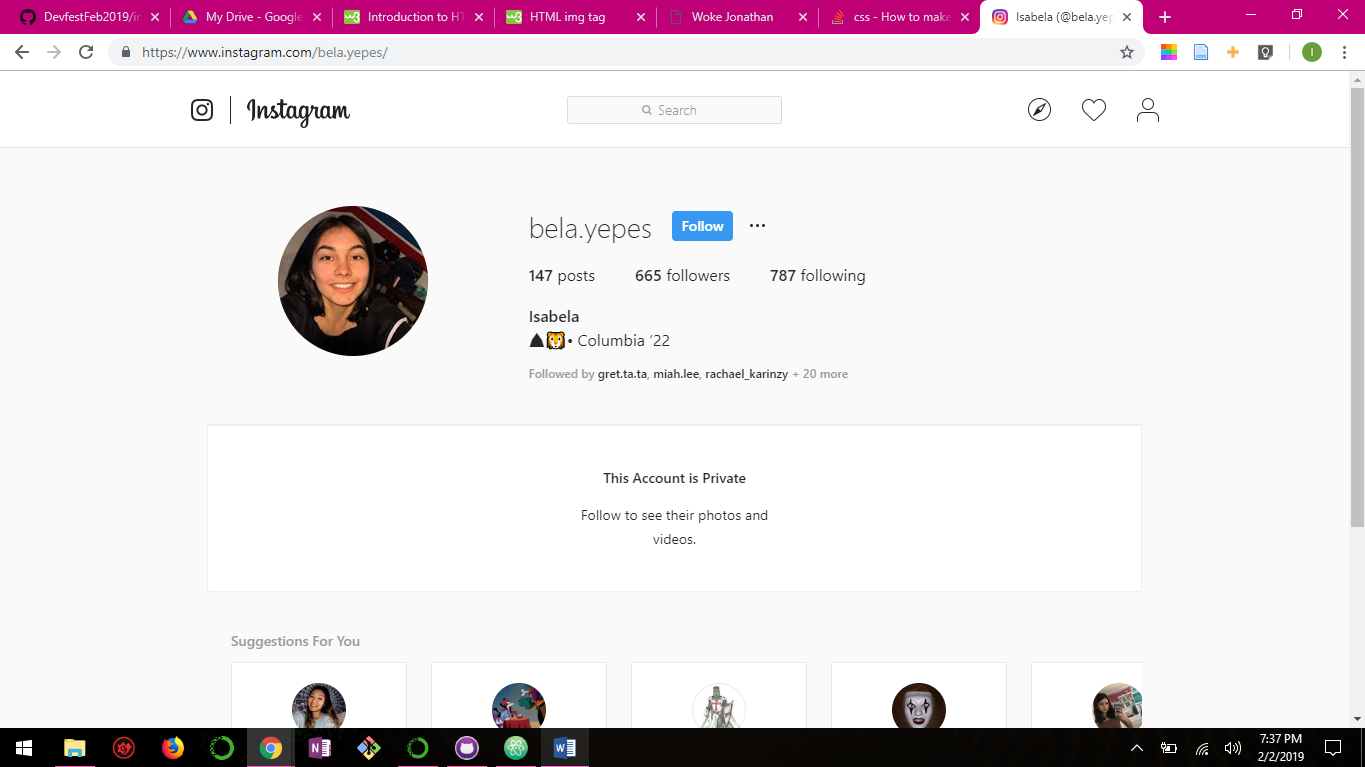 DevfestFeb2019/in
My Drive - Google
Introduction to HT
HTML img tag
Woke Jonathan
css - How to make
Isabela (@bela.yep
https://www.instagram.com/bela.yepes/
I
Instagram
Search
bela.yepes Follow ...
147 posts 665 followers 787 following
Isabela
• Columbia '22
Followed by gret.ta.ta, miah.lee, rachael_karinzy + 20 more
This Account is Private
Follow to see their photos and
videos.
Suggestions For You
7:37 PM
2/2/2019